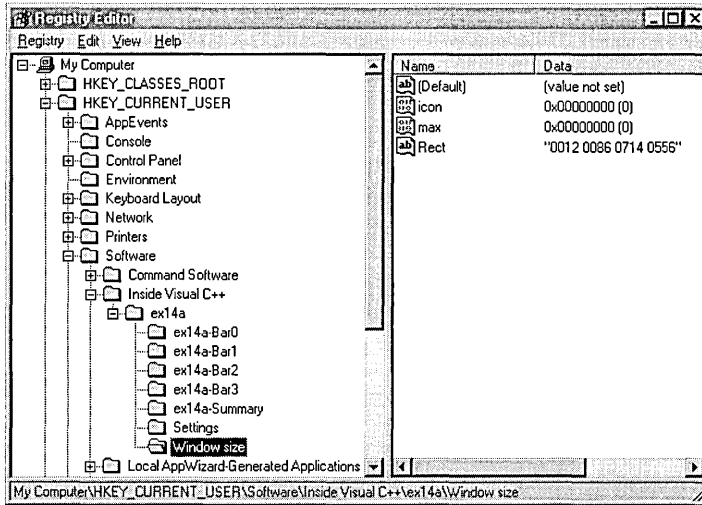 Registry Editor
Registry Edit View Help
My Computer
HKEY_CLASSES_ROOT
HKEY_CURRENT_USER
AppEvents
Console
Control Panel
Environment
Keyboard Layout
Network
Printers
Software
Command Software
Inside Visual C++
ex14a
ex14a-Bar0
ex14a-Bar1
ex14a-Bar2
ex14a-Bar3
ex14a-Summary
Settings
Window size
Local AppWizard-Generated Applications
Name Data
(Default) (value not set)
icon 0x00000000 (0)
max 0x00000000 (0)
Rect "0012 0086 0714 0556"
My Computer\HKEY_CURRENT_USER\Software\Inside Visual C++\ex14a\Window size